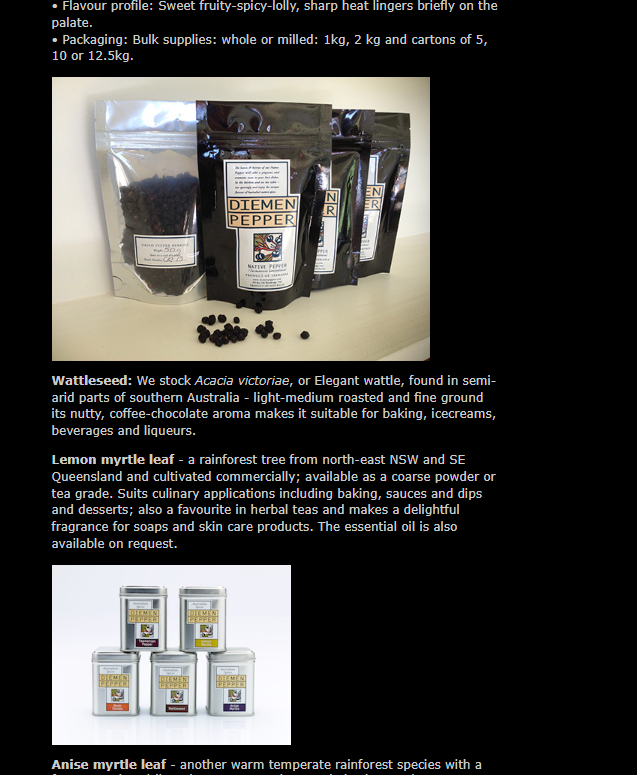 • Flavour profile: Sweet fruity-spicy-lolly, sharp heat lingers briefly on the
palate.
• Packaging: Bulk supplies: whole or milled: 1kg, 2 kg and cartons of 5,
10 or 12.5kg.
DIEMEN
PEPPER
NATIVE PEPPER
Wattleseed: We stock Acacia victoriae, or Elegant wattle, found in semi-
arid parts of southern Australia - light-medium roasted and fine ground
its nutty, coffee-chocolate aroma makes it suitable for baking, icecreams,
beverages and liqueurs.
Lemon myrtle leaf - a rainforest tree from north-east NSW and SE
Queensland and cultivated commercially; available as a coarse powder or
tea grade. Suits culinary applications including baking, sauces and dips
and desserts; also a favourite in herbal teas and makes a delightful
fragrance for soaps and skin care products. The essential oil is also
available on request.
DIEMEN
PEPPER
DIEMEN
PEPPER
DIEMEN
PEPPER
DIEMEN
PEPPER
DIEMEN
PEPPER
Anise myrtle leaf - another warm temperate rainforest species with a